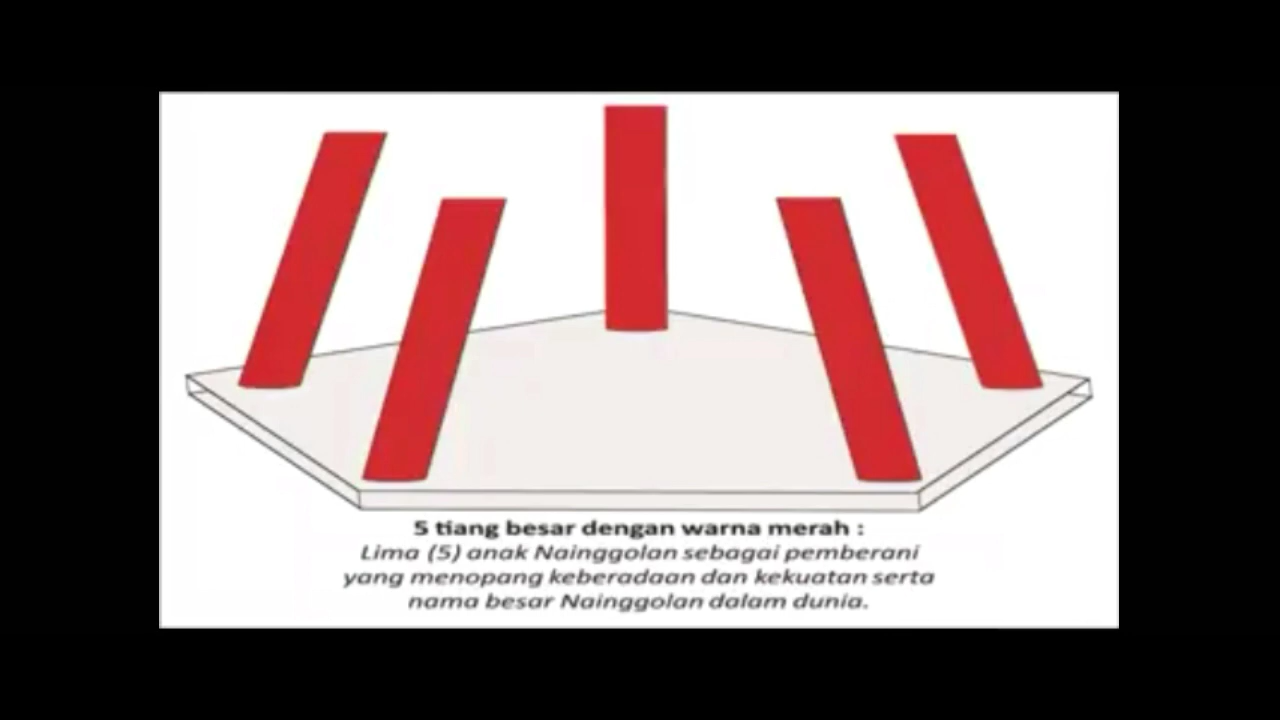 5 tiang besar dengan warna merah :
Lima (5) anak Nainggolan sebagai pemberani
yang menopang keberadaan dan kekuatan serta
nama besar Nainggolan dalam dunia.